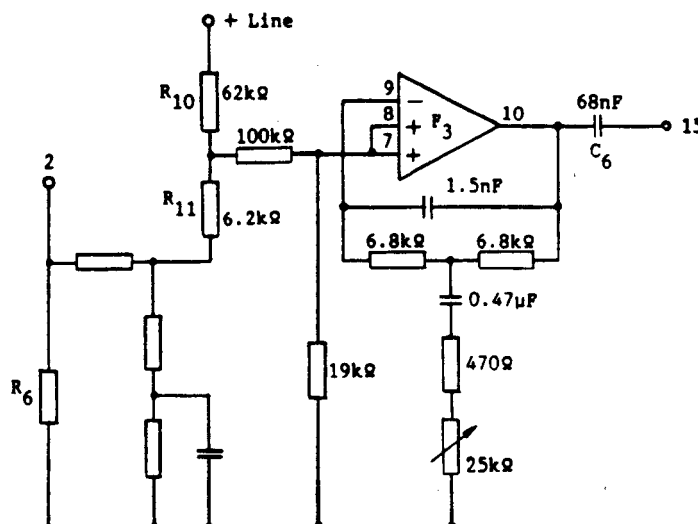 + Line
R10
62kΩ
100kΩ
9
8
7
−
+
+
F3
10
68nF
C6
15
2
R11
6.2kΩ
1.5nF
6.8kΩ
6.8kΩ
0.47µF
R6
19kΩ
470Ω
25kΩ